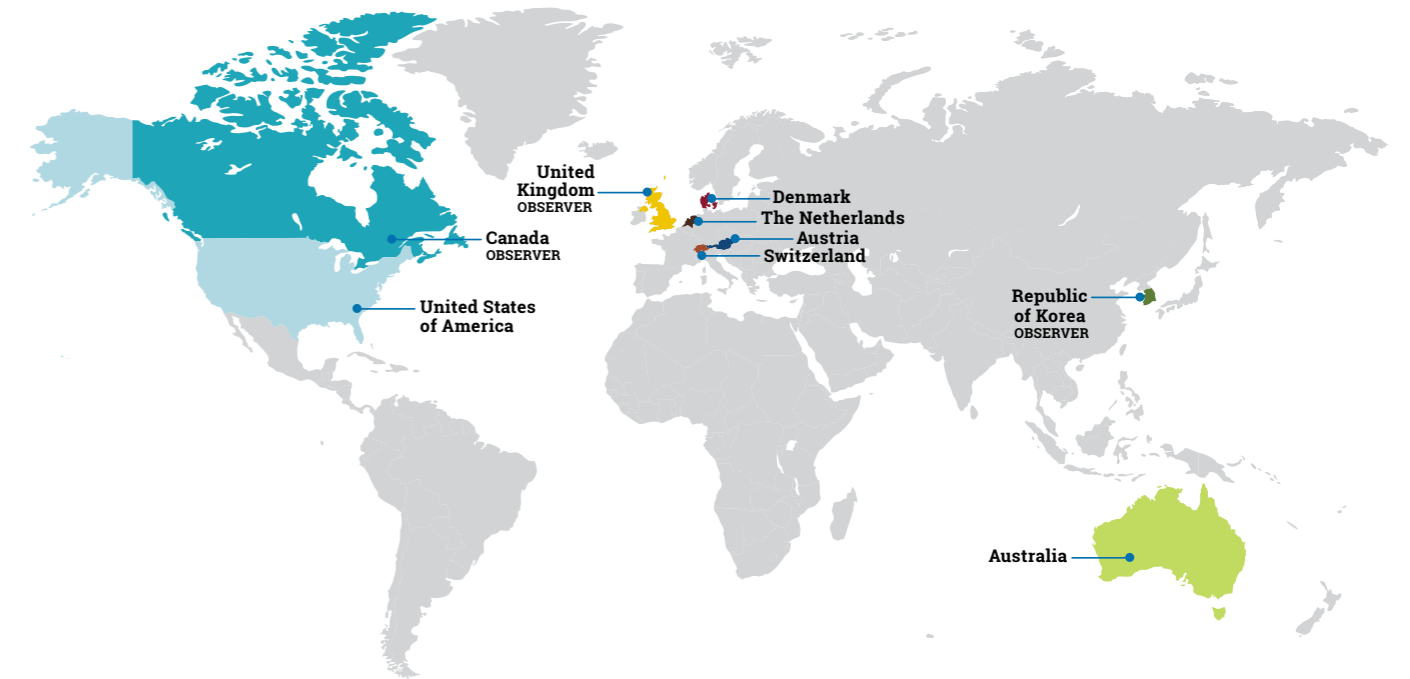 United
Kingdom
OBSERVER
Denmark
The Netherlands
Austria
Switzerland
Canada
OBSERVER
United States
of America
Republic
of Korea
OBSERVER
Australia